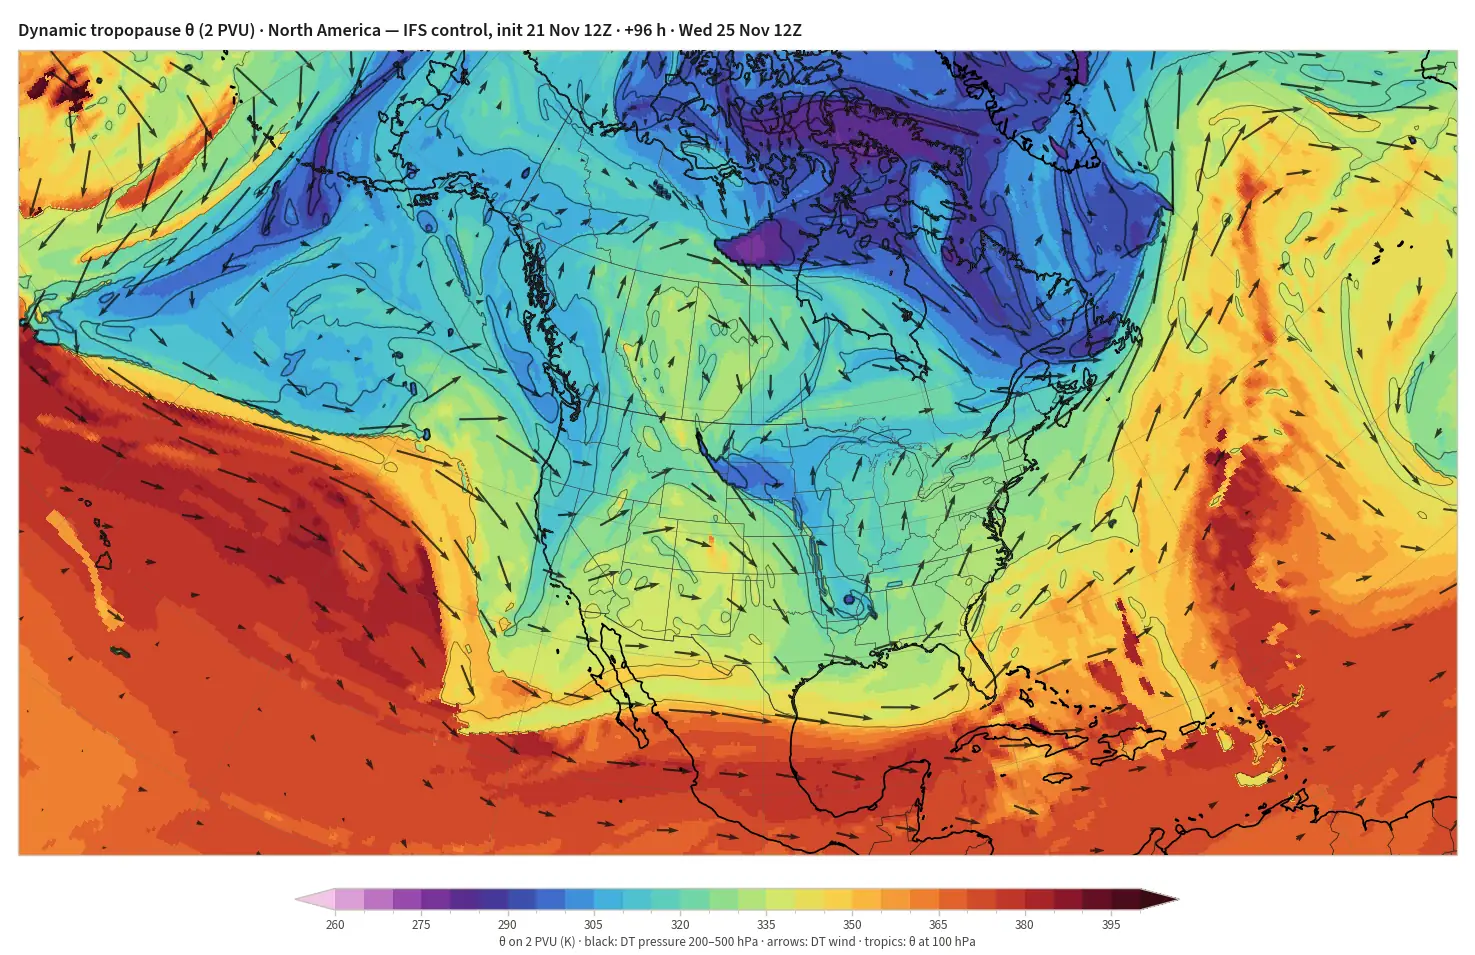 Dynamic tropopause θ (2 PVU) · North America — IFS control, init 21 Nov 12Z · +96 h · Wed 25 Nov 12Z
260 275 290 305 320 335 350 365 380 395
θ on 2 PVU (K) · black: DT pressure 200–500 hPa · arrows: DT wind · tropics: θ at 100 hPa